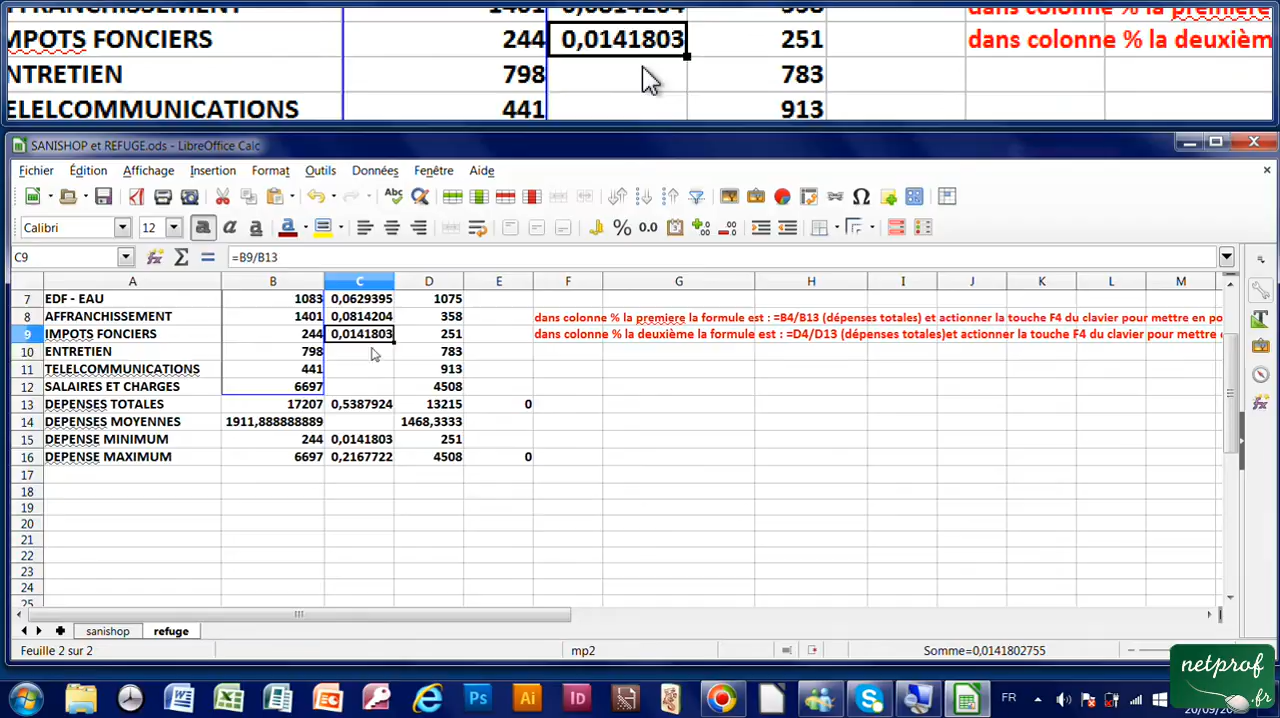 AFFRANCHISSEMENT 1401 0,0814204 358 dans colonne % la première
IMPOTS FONCIERS 244 0,0141803 251 dans colonne % la deuxièm
NTRETIEN 798 783
ELELCOMMUNICATIONS 441 913
SANISHOP et REFUGE.ods - LibreOffice Calc
Fichier Édition Affichage Insertion Format Outils Données Fenêtre Aide
Calibri 12
C9 =B9/B13
A B C D E F G H I J K L M
7 EDF - EAU 1083 0,0629395 1075
8 AFFRANCHISSEMENT 1401 0,0814204 358 dans colonne % la premiere la formule est : =B4/B13 (dépenses totales) et actionner la touche F4 du clavier pour mettre en po
9 IMPOTS FONCIERS 244 0,0141803 251 dans colonne % la deuxième la formule est : =D4/D13 (dépenses totales)et actionner la touche F4 du clavier pour mettre e
10 ENTRETIEN 798 783
11 TELELCOMMUNICATIONS 441 913
12 SALAIRES ET CHARGES 6697 4508
13 DEPENSES TOTALES 17207 0,5387924 13215 0
14 DEPENSES MOYENNES 1911,888888889 1468,3333
15 DEPENSE MINIMUM 244 0,0141803 251
16 DEPENSE MAXIMUM 6697 0,2167722 4508 0
17
18
19
20
21
22
23
24
25
sanishop refuge
Feuille 2 sur 2 mp2 Somme=0,0141802755
netprof.fr
FR